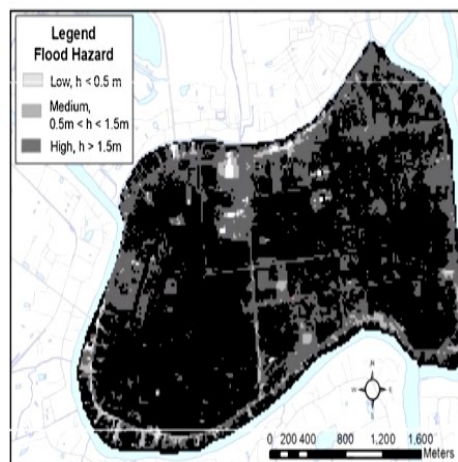 Legend
Flood Hazard
Low, h < 0.5 m
Medium,
0.5m < h < 1.5m
High, h > 1.5m
N
W E
S
0 200 400 800 1,200 1,600
Meters